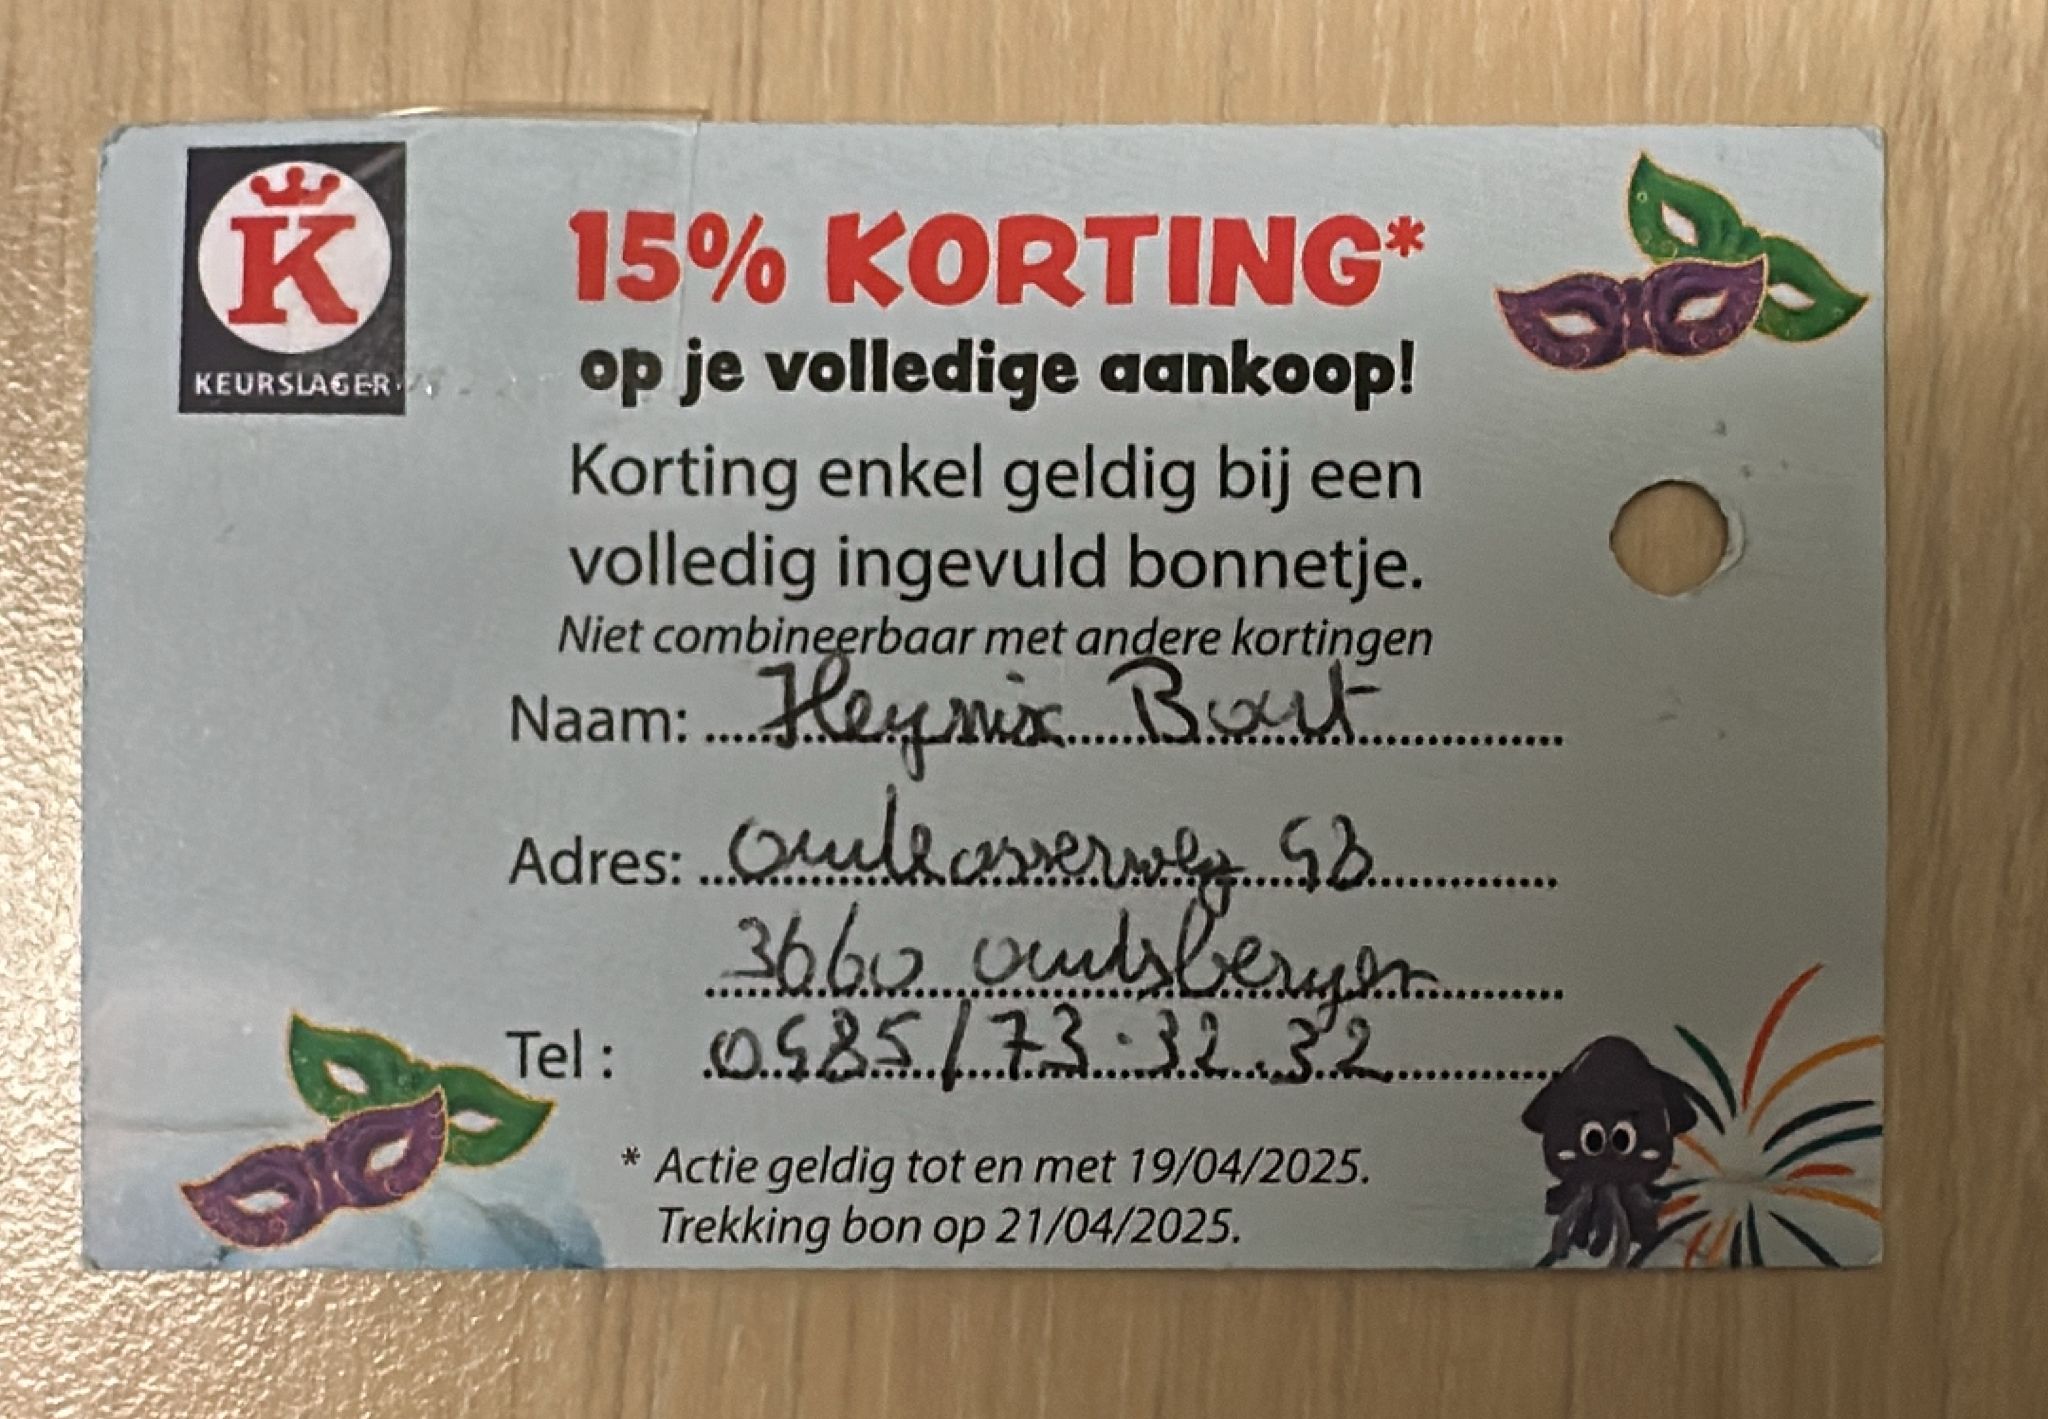 K
KEURSLAGER
15% KORTING*
op je volledige aankoop!
Korting enkel geldig bij een
volledig ingevuld bonnetje.
Niet combineerbaar met andere kortingen
Naam: Heynix Bart
Adres: 
3660 oudsbergen
Tel : 0485/73.32.32
* Actie geldig tot en met 19/04/2025.
Trekking bon op 21/04/2025.